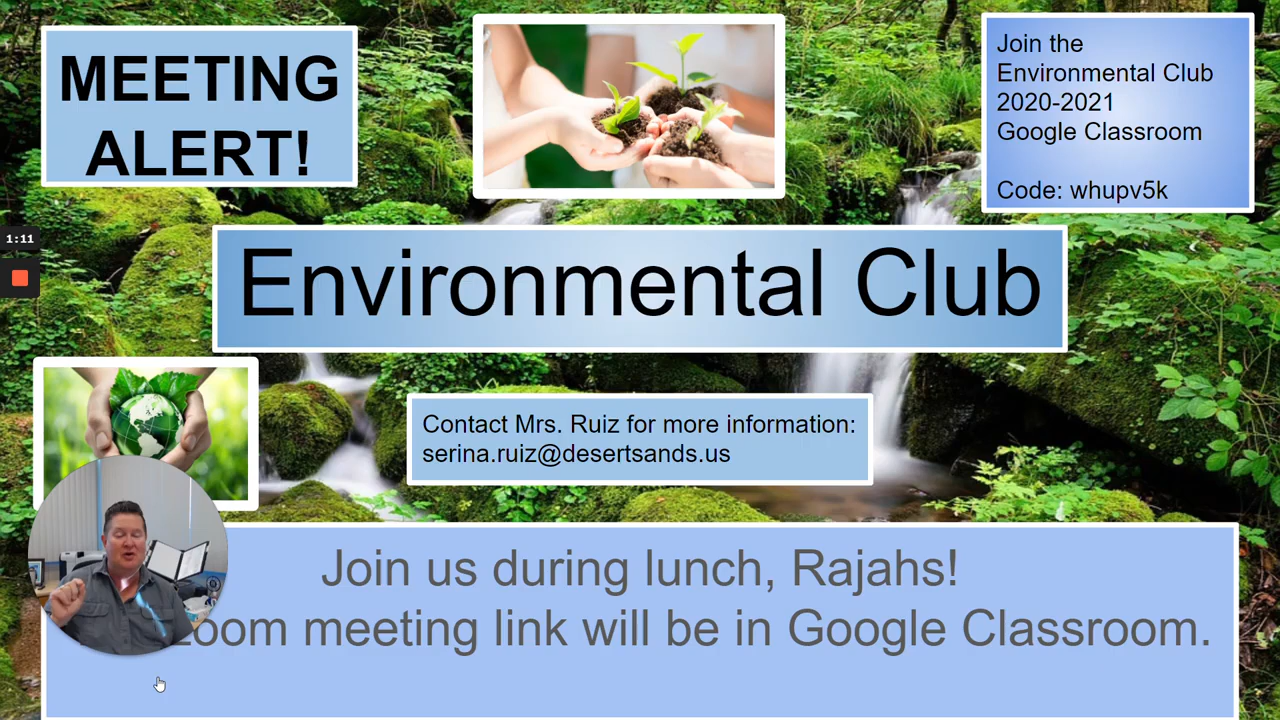 MEETING
ALERT!
Join the
Environmental Club
2020-2021
Google Classroom
Code: whupv5k
1:11
Environmental Club
Contact Mrs. Ruiz for more information:
serina.ruiz@desertsands.us
Join us during lunch, Rajahs!
Zoom meeting link will be in Google Classroom.